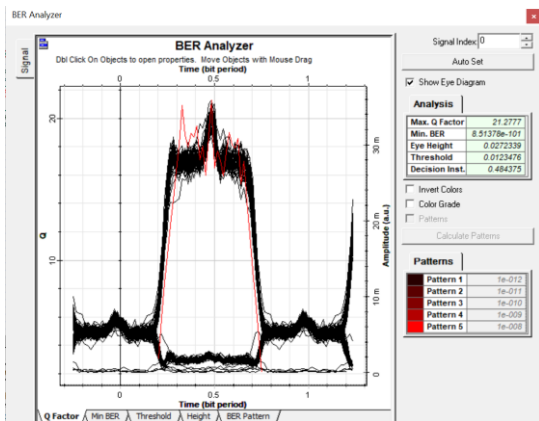 BER Analyzer
Signal
BER Analyzer
Dbl Click On Objects to open properties. Move Objects with Mouse Drag
Time (bit period)
0 0.5 1
20
10
Q
30 m
20 m
10 m
0
Amplitude (a.u.)
0 0.5 1
Time (bit period)
Q Factor Min BER Threshold Height BER Pattern
Signal Index 0
Auto Set
Show Eye Diagram
Analysis
Max. Q Factor 21.2777
Min. BER 8.51378e-101
Eye Height 0.0272339
Threshold 0.0123476
Decision Inst. 0.484375
Invert Colors
Color Grade
Patterns
Calculate Patterns
Patterns
Pattern 1 1e-012
Pattern 2 1e-011
Pattern 3 1e-010
Pattern 4 1e-009
Pattern 5 1e-008